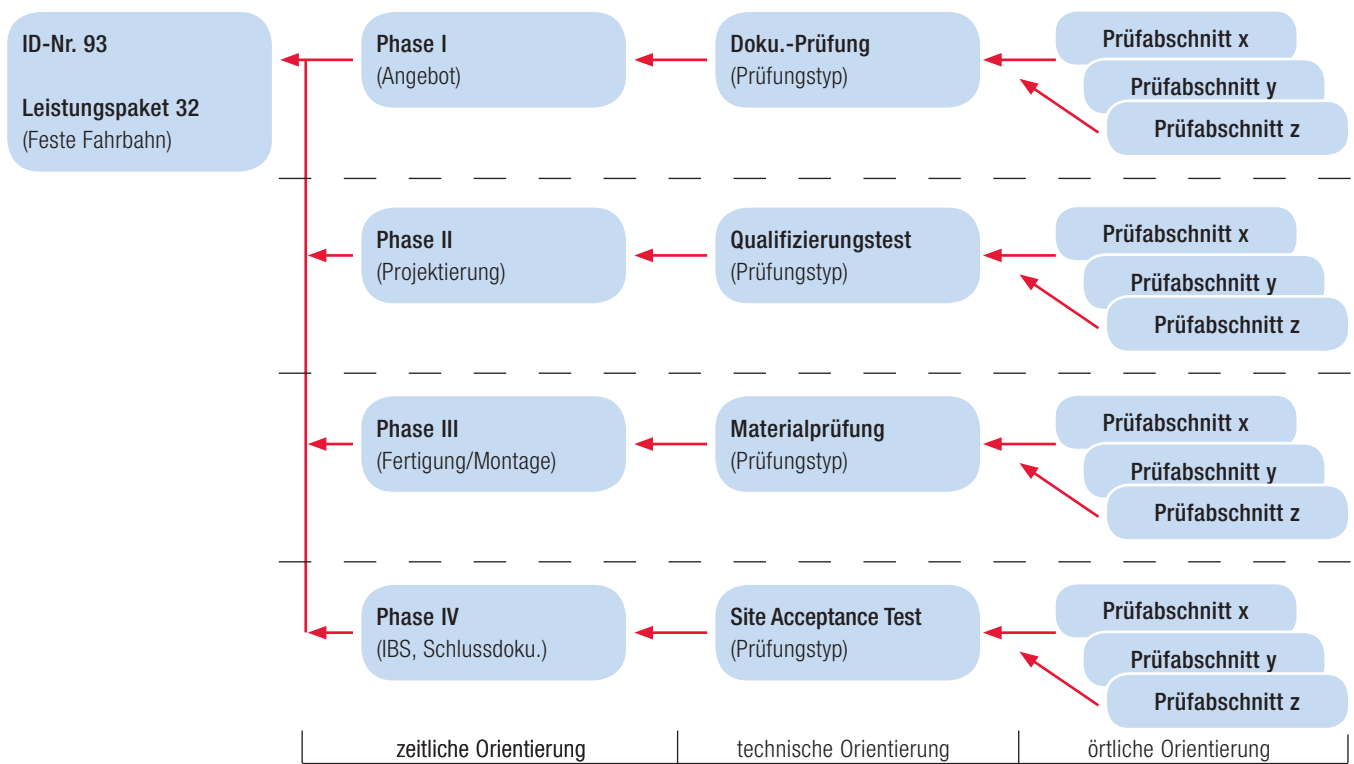 ID-Nr. 93
Leistungspaket 32
(Feste Fahrbahn)
Phase I
(Angebot)
Doku.-Prüfung
(Prüfungstyp)
Prüfabschnitt x
Prüfabschnitt y
Prüfabschnitt z
Phase II
(Projektierung)
Qualifizierungstest
(Prüfungstyp)
Prüfabschnitt x
Prüfabschnitt y
Prüfabschnitt z
Phase III
(Fertigung/Montage)
Materialprüfung
(Prüfungstyp)
Prüfabschnitt x
Prüfabschnitt y
Prüfabschnitt z
Phase IV
(IBS, Schlussdoku.)
Site Acceptance Test
(Prüfungstyp)
Prüfabschnitt x
Prüfabschnitt y
Prüfabschnitt z
zeitliche Orientierung
technische Orientierung
örtliche Orientierung